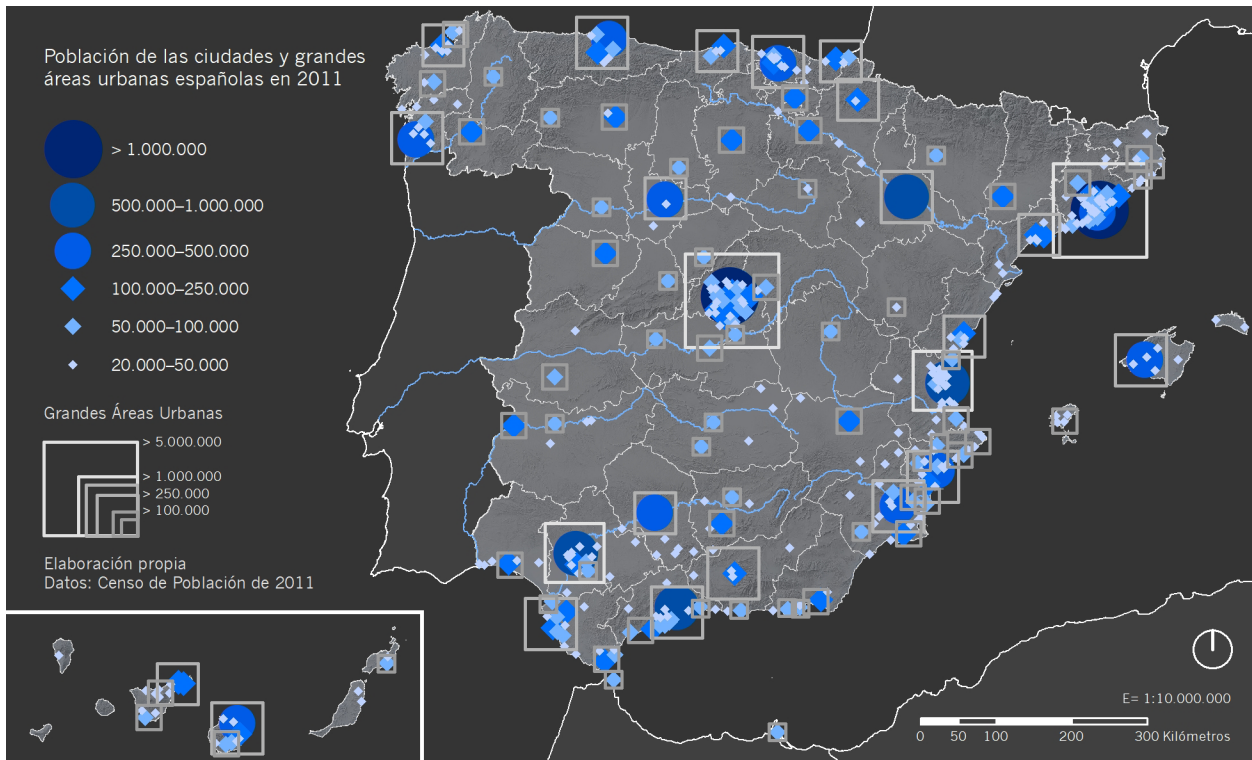 Población de las ciudades y grandes
áreas urbanas españolas en 2011
> 1.000.000
500.000–1.000.000
250.000–500.000
100.000–250.000
50.000–100.000
20.000–50.000
Grandes Áreas Urbanas
> 5.000.000
> 1.000.000
> 250.000
> 100.000
Elaboración propia
Datos: Censo de Población de 2011
E= 1:10.000.000
0 50 100 200 300 Kilómetros